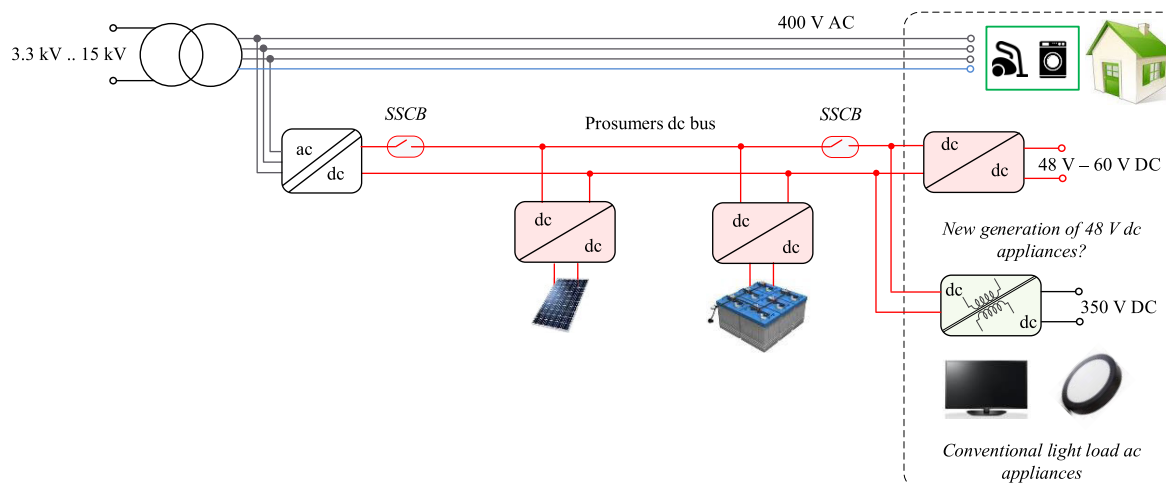 400 V AC
3.3 kV .. 15 kV
SSCB
Prosumers dc bus
SSCB
ac
dc
dc
dc
48 V – 60 V DC
dc
dc
dc
dc
New generation of 48 V dc
appliances?
dc
dc
350 V DC
Conventional light load ac
appliances